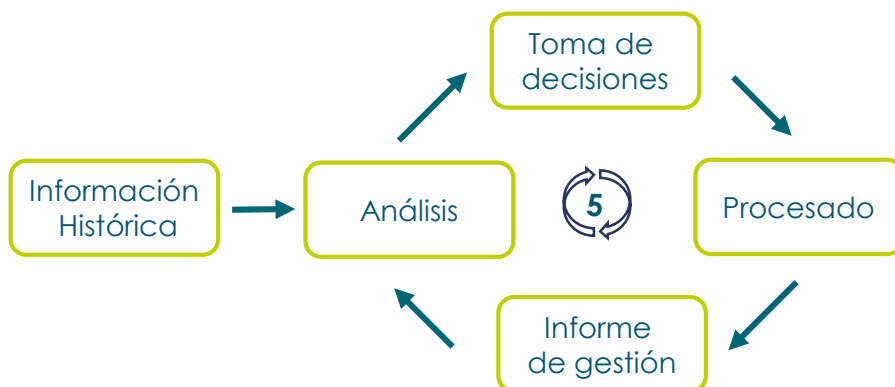 Toma de
decisiones
Información
Histórica
Análisis
5
Procesado
Informe
de gestión